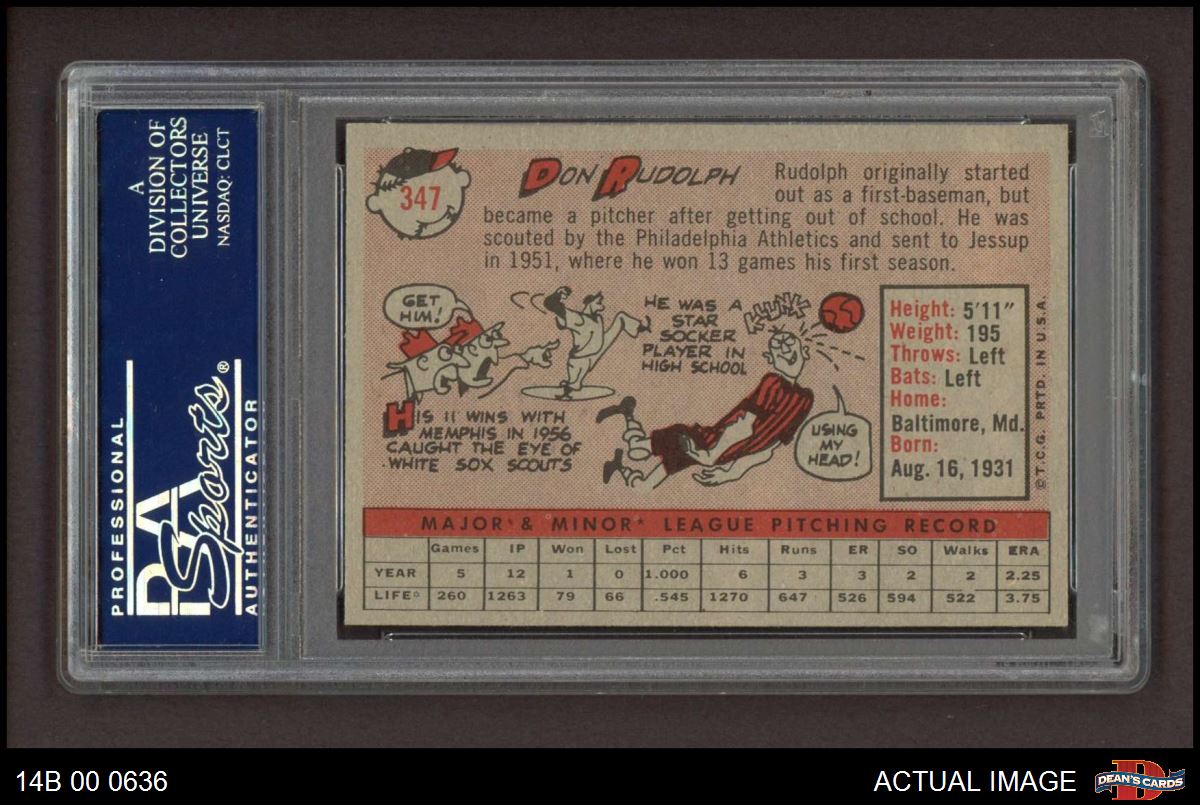 A
DIVISION OF
COLLECTORS
UNIVERSE
NASDAQ: CLCT
PROFESSIONAL
PSA
Sports®
AUTHENTICATOR
347
DON RUDOLPH
Rudolph originally started
out as a first-baseman, but
became a pitcher after getting out of school. He was
scouted by the Philadelphia Athletics and sent to Jessup
in 1951, where he won 13 games his first season.
GET
HIM!
HIS 11 WINS WITH
MEMPHIS IN 1956
CAUGHT THE EYE OF
WHITE SOX SCOUTS
HE WAS A
STAR
SOCKER
PLAYER IN
HIGH SCHOOL
KLUNK
USING
MY
HEAD!
Height: 5'11"
Weight: 195
Throws: Left
Bats: Left
Home:
Baltimore, Md.
Born:
Aug. 16, 1931
©T.C.G. PRTD. IN U.S.A.
MAJOR & MINOR* LEAGUE PITCHING RECORD
Games IP Won Lost Pct Hits Runs ER SO Walks ERA
YEAR 5 12 1 0 1.000 6 3 3 2 2 2.25
LIFE* 260 1263 79 66 .545 1270 647 526 594 522 3.75
14B 00 0636
ACTUAL IMAGE
DEAN'S CARDS